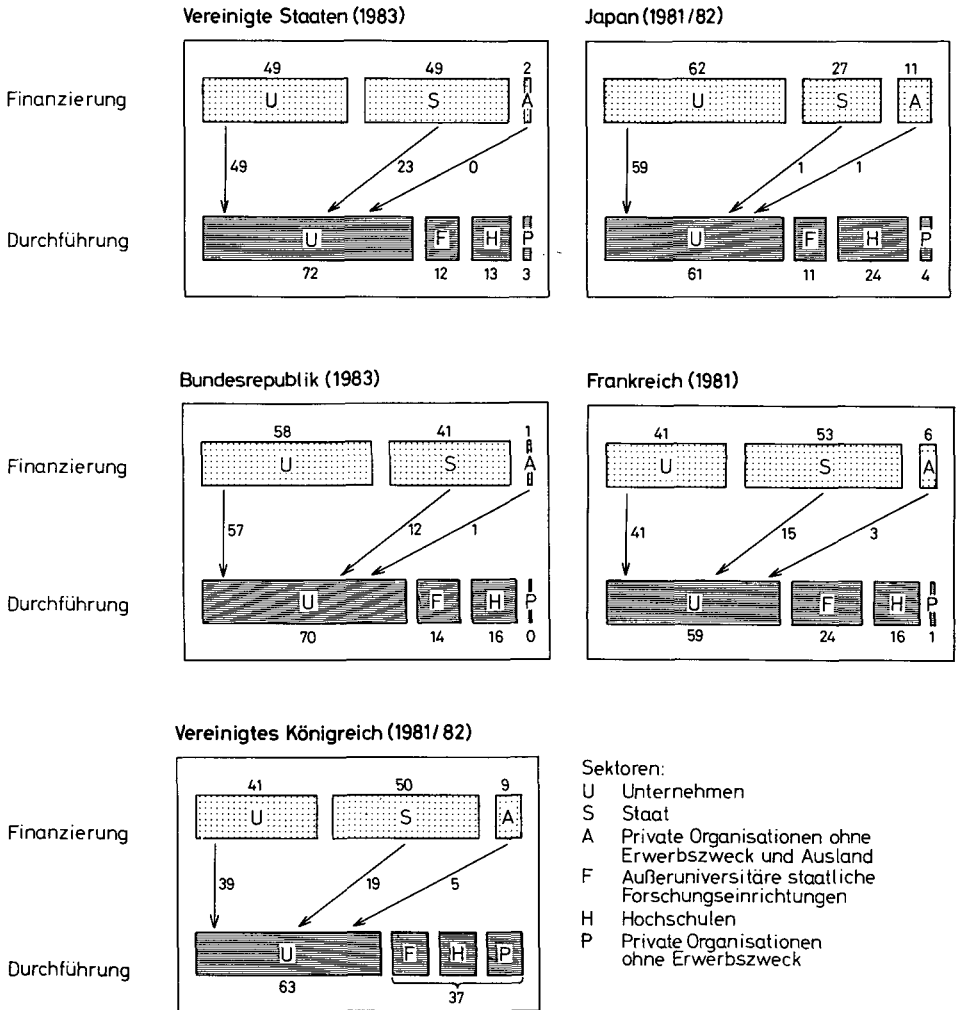 Vereinigte Staaten (1983)
49 49 2
Finanzierung U S A
49 23 0
Durchführung U F H P
72 12 13 3
Japan (1981/82)
62 27 11
U S A
59 1 1
U F H P
61 11 24 4
Bundesrepublik (1983)
58 41 1
Finanzierung U S A
57 12 1
Durchführung U F H P
70 14 16 0
Frankreich (1981)
41 53 6
U S A
41 15 3
U F H P
59 24 16 1
Vereinigtes Königreich (1981/82)
41 50 9
Finanzierung U S A
39 19 5
Durchführung U F H P
63 37
Sektoren:
U Unternehmen
S Staat
A Private Organisationen ohne
Erwerbszweck und Ausland
F Außeruniversitäre staatliche
Forschungseinrichtungen
H Hochschulen
P Private Organisationen
ohne Erwerbszweck